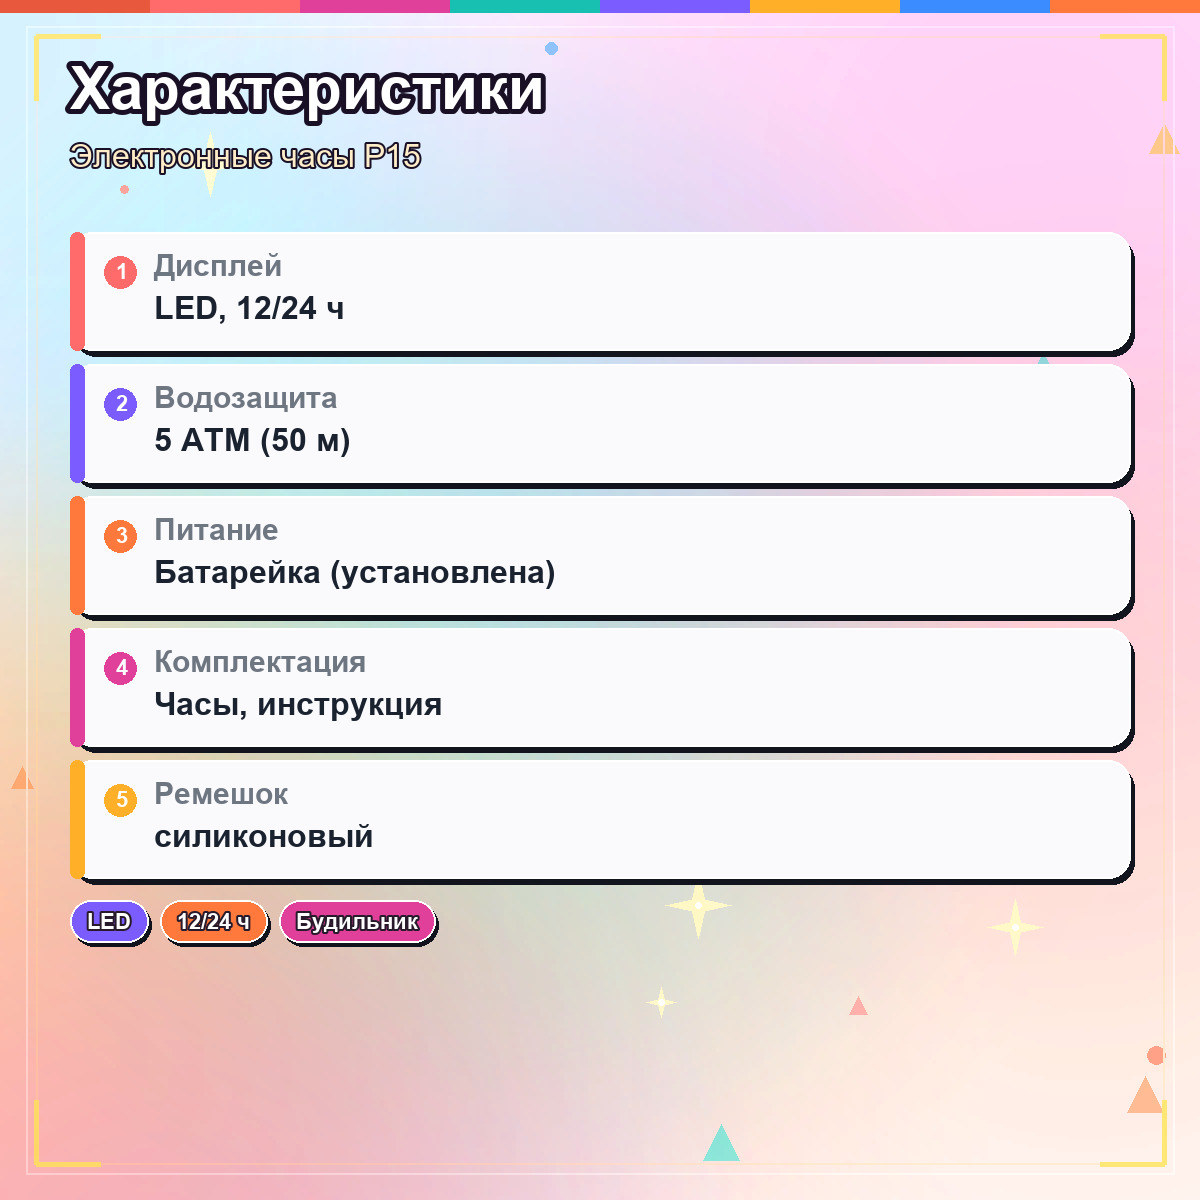 Характеристики
Электронные часы P15
1 Дисплей
LED, 12/24 ч
2 Водозащита
5 ATM (50 м)
3 Питание
Батарейка (установлена)
4 Комплектация
Часы, инструкция
5 Ремешок
силиконовый
LED 12/24 ч Будильник